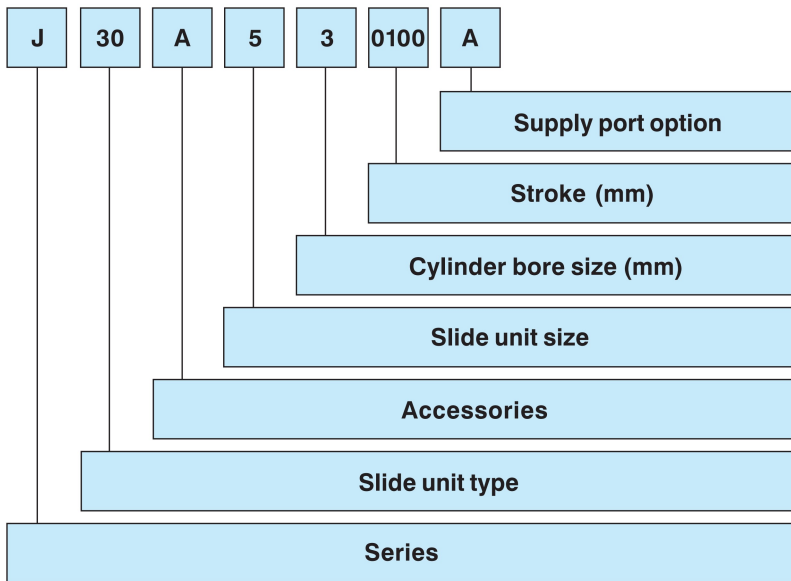 J 30 A 5 3 0100 A
Supply port option
Stroke (mm)
Cylinder bore size (mm)
Slide unit size
Accessories
Slide unit type
Series